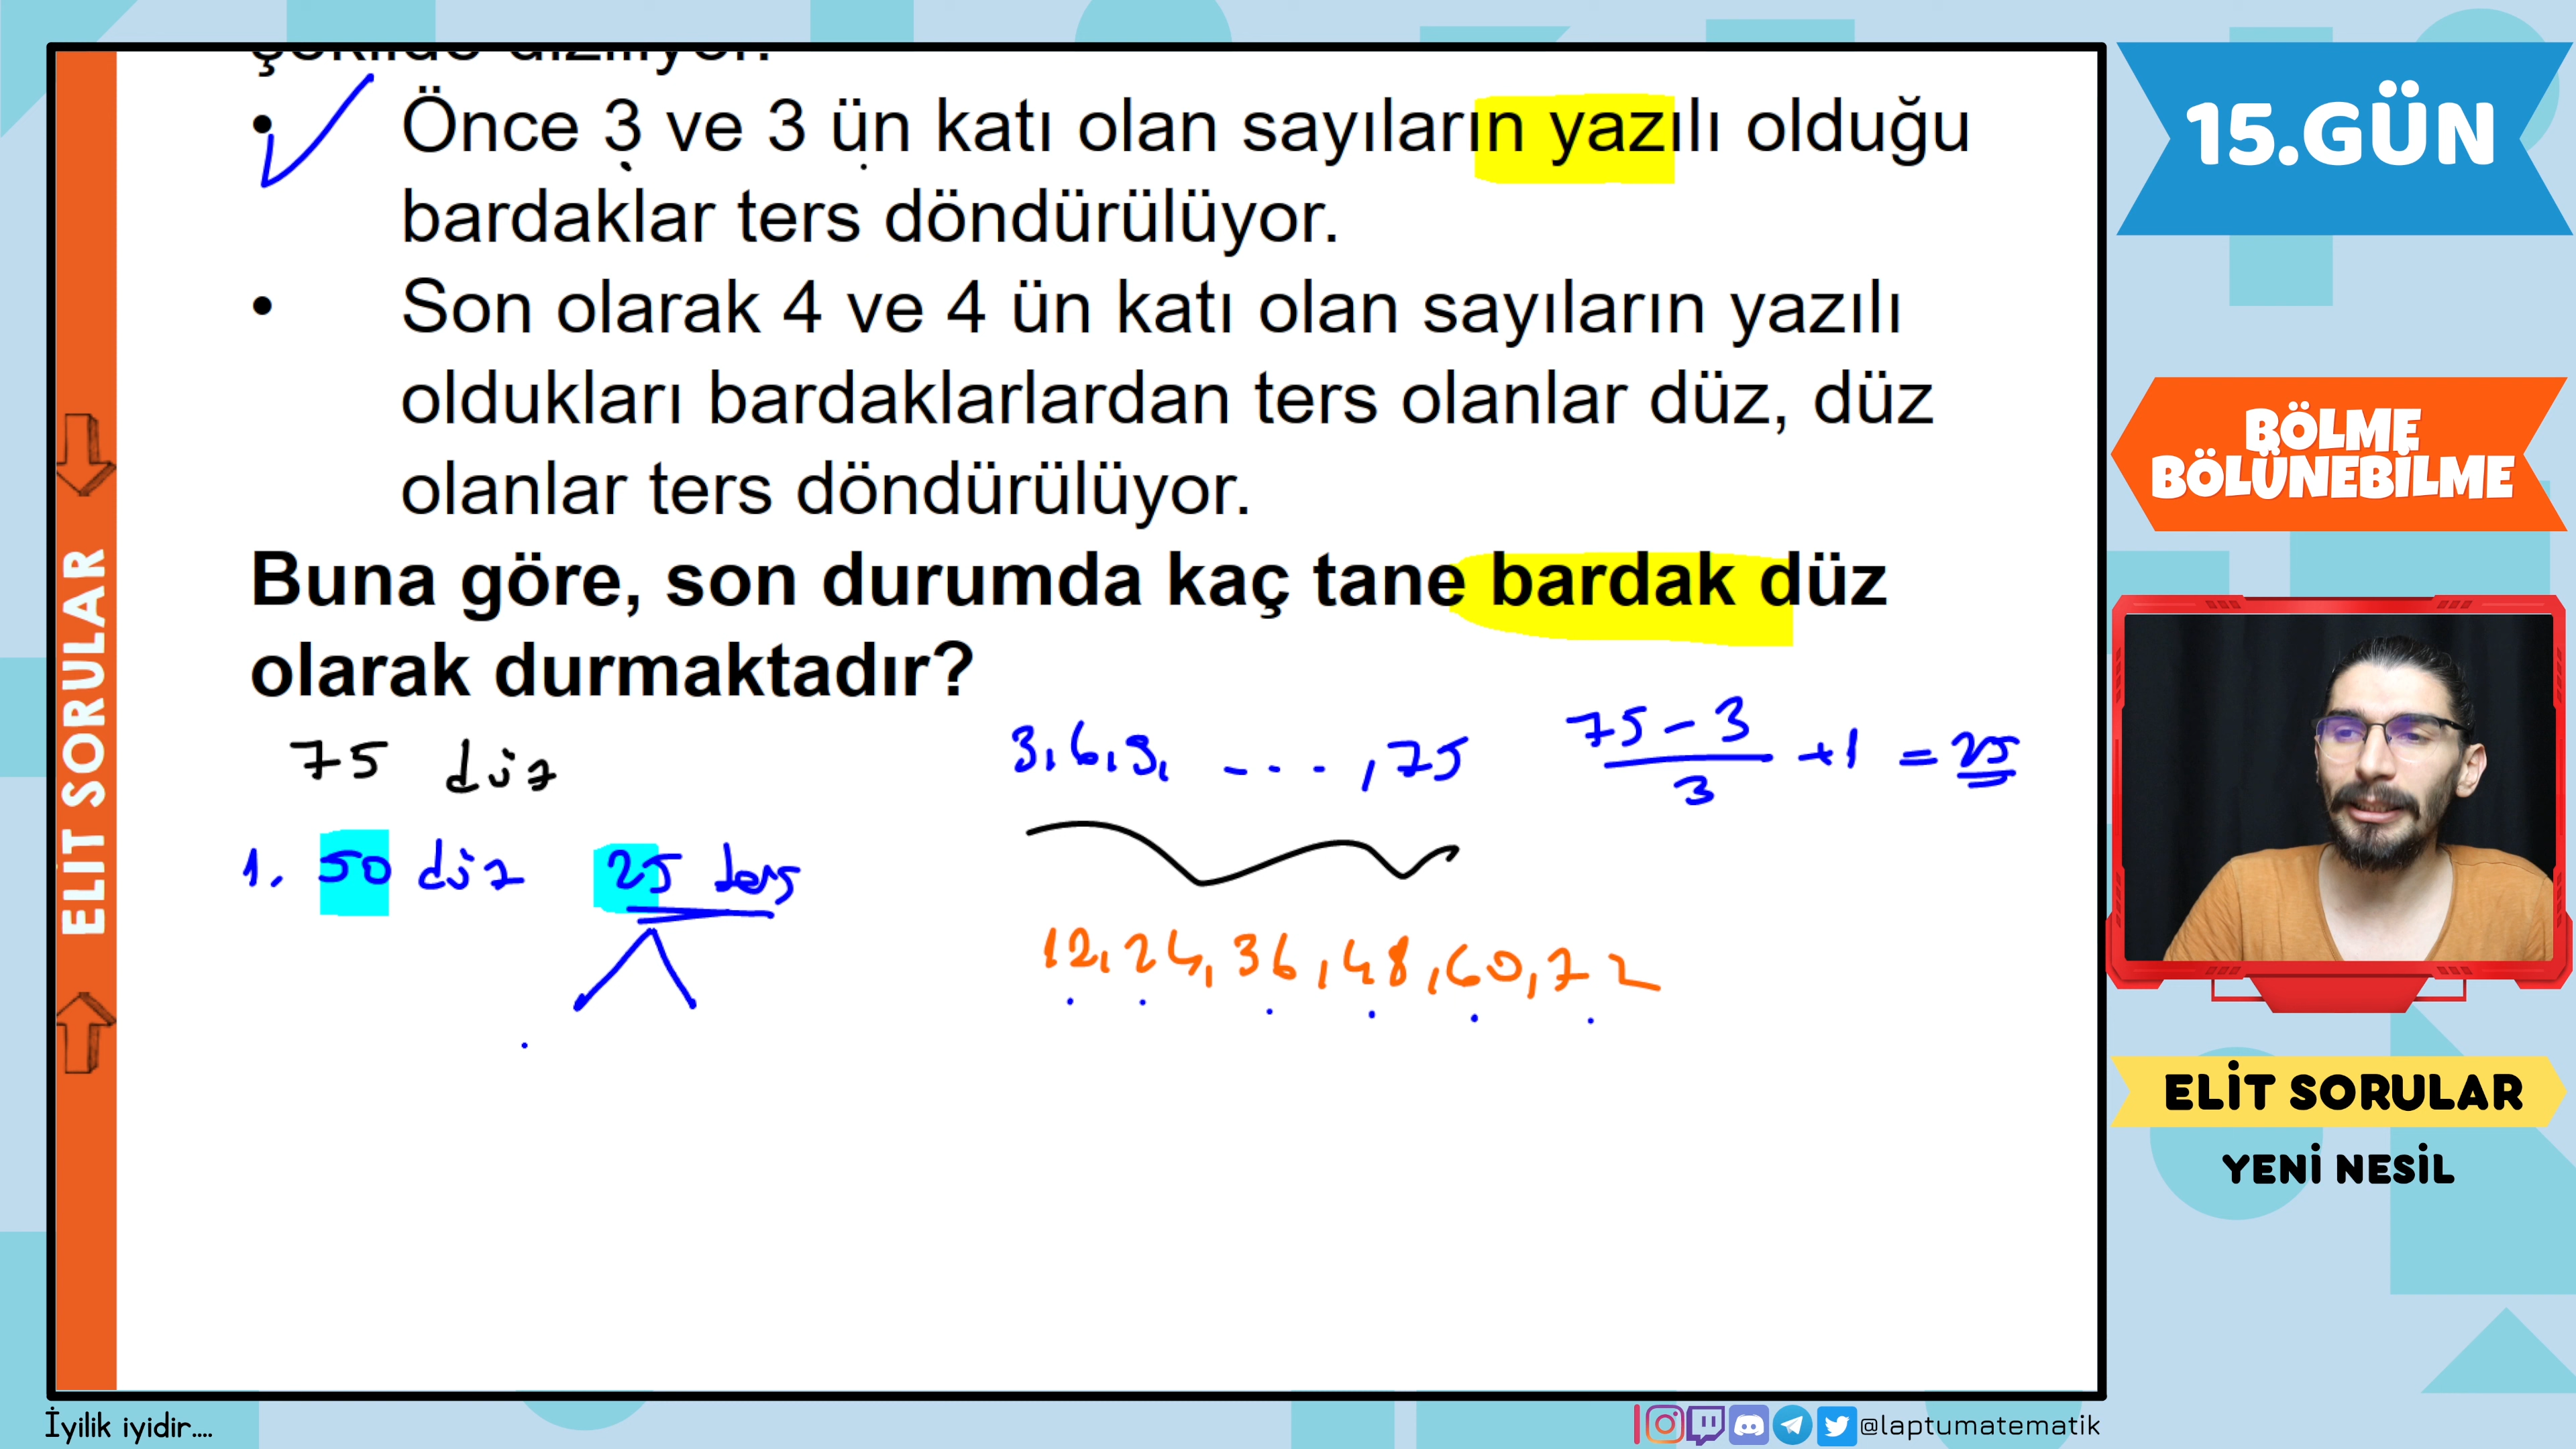 şekilde diziliyor.
• Önce 3 ve 3 ün katı olan sayıların yazılı olduğu
bardaklar ters döndürülüyor.
• Son olarak 4 ve 4 ün katı olan sayıların yazılı
oldukları bardaklarlardan ters olanlar düz, düz
olanlar ters döndürülüyor.
Buna göre, son durumda kaç tane bardak düz
olarak durmaktadır?
75 düz
3, 6, 9, ..., 75
75 - 3
3
+1 = 25
1. 50 düz 25 ters
12, 24, 36, 48, 60, 72
ELİT SORULAR
15.GÜN
BÖLME
BÖLÜNEBİLME
ELİT SORULAR
YENİ NESİL
İyilik iyidir....
@laptumatematik